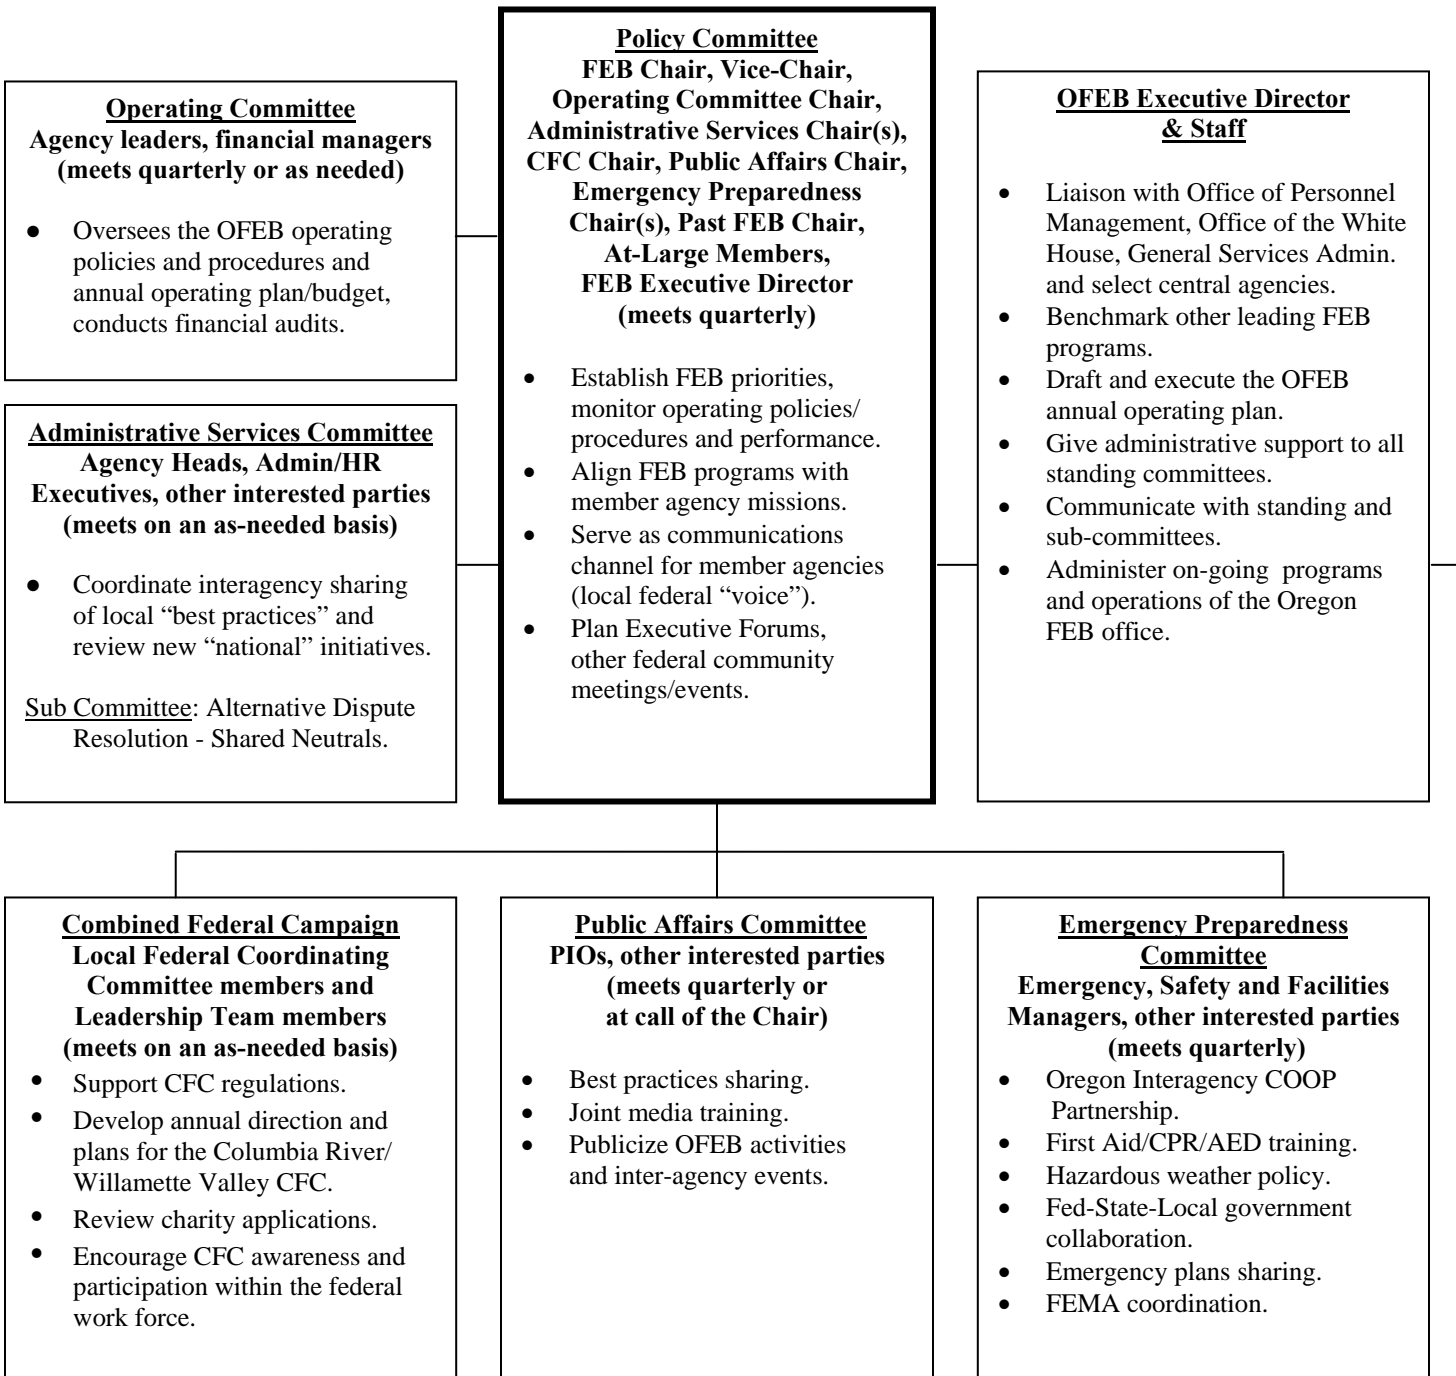 Policy Committee
FEB Chair, Vice-Chair,
Operating Committee Chair,
Administrative Services Chair(s),
CFC Chair, Public Affairs Chair,
Emergency Preparedness
Chair(s), Past FEB Chair,
At-Large Members,
FEB Executive Director
(meets quarterly)
• Establish FEB priorities,
monitor operating policies/
procedures and performance.
• Align FEB programs with
member agency missions.
• Serve as communications
channel for member agencies
(local federal “voice”).
• Plan Executive Forums,
other federal community
meetings/events.
Operating Committee
Agency leaders, financial managers
(meets quarterly or as needed)
● Oversees the OFEB operating
policies and procedures and
annual operating plan/budget,
conducts financial audits.
Administrative Services Committee
Agency Heads, Admin/HR
Executives, other interested parties
(meets on an as-needed basis)
● Coordinate interagency sharing
of local “best practices” and
review new “national” initiatives.
Sub Committee: Alternative Dispute
Resolution - Shared Neutrals.
OFEB Executive Director
& Staff
• Liaison with Office of Personnel
Management, Office of the White
House, General Services Admin.
and select central agencies.
• Benchmark other leading FEB
programs.
• Draft and execute the OFEB
annual operating plan.
• Give administrative support to all
standing committees.
• Communicate with standing and
sub-committees.
• Administer on-going programs
and operations of the Oregon
FEB office.
Combined Federal Campaign
Local Federal Coordinating
Committee members and
Leadership Team members
(meets on an as-needed basis)
• Support CFC regulations.
• Develop annual direction and
plans for the Columbia River/
Willamette Valley CFC.
• Review charity applications.
• Encourage CFC awareness and
participation within the federal
work force.
Public Affairs Committee
PIOs, other interested parties
(meets quarterly or
at call of the Chair)
• Best practices sharing.
• Joint media training.
• Publicize OFEB activities
and inter-agency events.
Emergency Preparedness
Committee
Emergency, Safety and Facilities
Managers, other interested parties
(meets quarterly)
• Oregon Interagency COOP
Partnership.
• First Aid/CPR/AED training.
• Hazardous weather policy.
• Fed-State-Local government
collaboration.
• Emergency plans sharing.
• FEMA coordination.